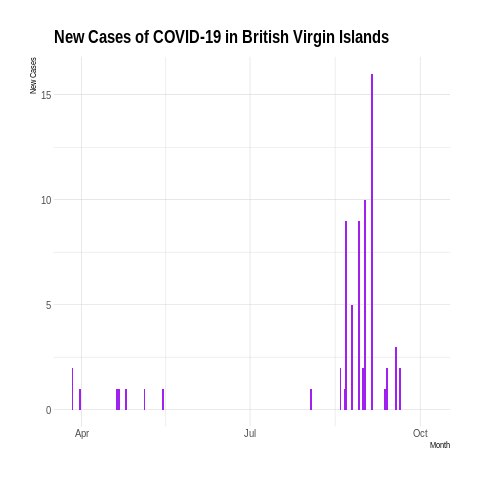 New Cases of COVID-19 in British Virgin Islands
New Cases
15
10
5
0
Apr Jul Oct
Month